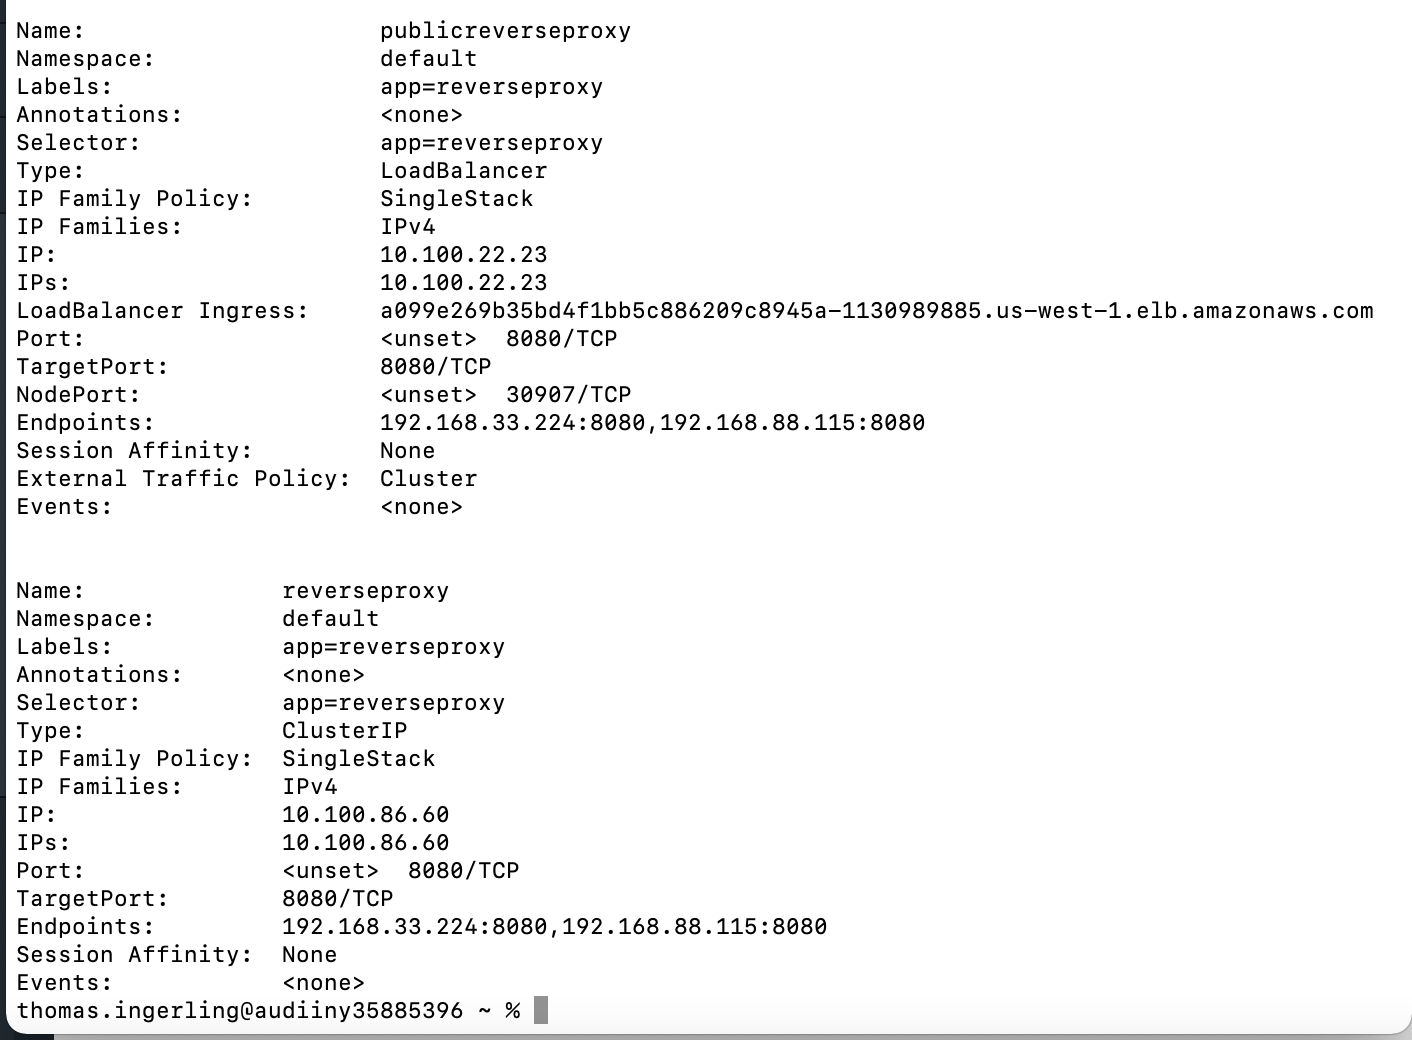 Name:                     publicreverseproxy
Namespace:                default
Labels:                   app=reverseproxy
Annotations:              <none>
Selector:                 app=reverseproxy
Type:                     LoadBalancer
IP Family Policy:         SingleStack
IP Families:              IPv4
IP:                       10.100.22.23
IPs:                      10.100.22.23
LoadBalancer Ingress:     a099e269b35bd4f1bb5c886209c8945a-1130989885.us-west-1.elb.amazonaws.com
Port:                     <unset>  8080/TCP
TargetPort:               8080/TCP
NodePort:                 <unset>  30907/TCP
Endpoints:                192.168.33.224:8080,192.168.88.115:8080
Session Affinity:         None
External Traffic Policy:  Cluster
Events:                   <none>
Name:              reverseproxy
Namespace:         default
Labels:            app=reverseproxy
Annotations:       <none>
Selector:          app=reverseproxy
Type:              ClusterIP
IP Family Policy:  SingleStack
IP Families:       IPv4
IP:                10.100.86.60
IPs:               10.100.86.60
Port:              <unset>  8080/TCP
TargetPort:        8080/TCP
Endpoints:         192.168.33.224:8080,192.168.88.115:8080
Session Affinity:  None
Events:            <none>
thomas.ingerling@audiiny35885396 ~ %